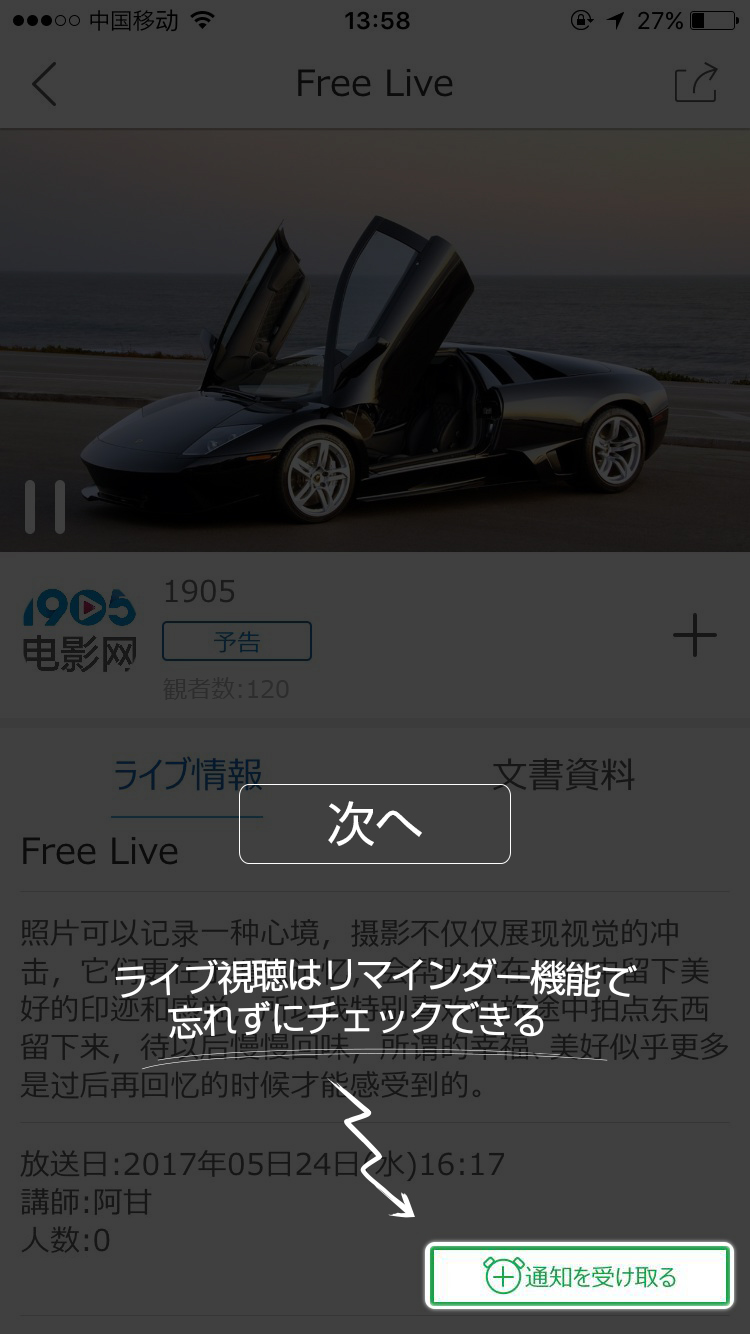 中国移动 13:58 27%
Free Live
1905
电影网
1905
予告
観者数:120
ライブ情報 文書資料
次へ
Free Live
照片可以记录一种心境，摄影不仅仅展现视觉的冲
击，它们更在
留下美
好的印迹和
途中拍点东西
留下来，待以后慢慢回味，所谓的幸福、美好似乎更多
是过后再回忆的时候才能感受到的。
ライブ視聴はリマインダー機能で
忘れずにチェックできる
放送日:2017年05日24日(水)16:17
講師:阿甘
人数:0
通知を受け取る